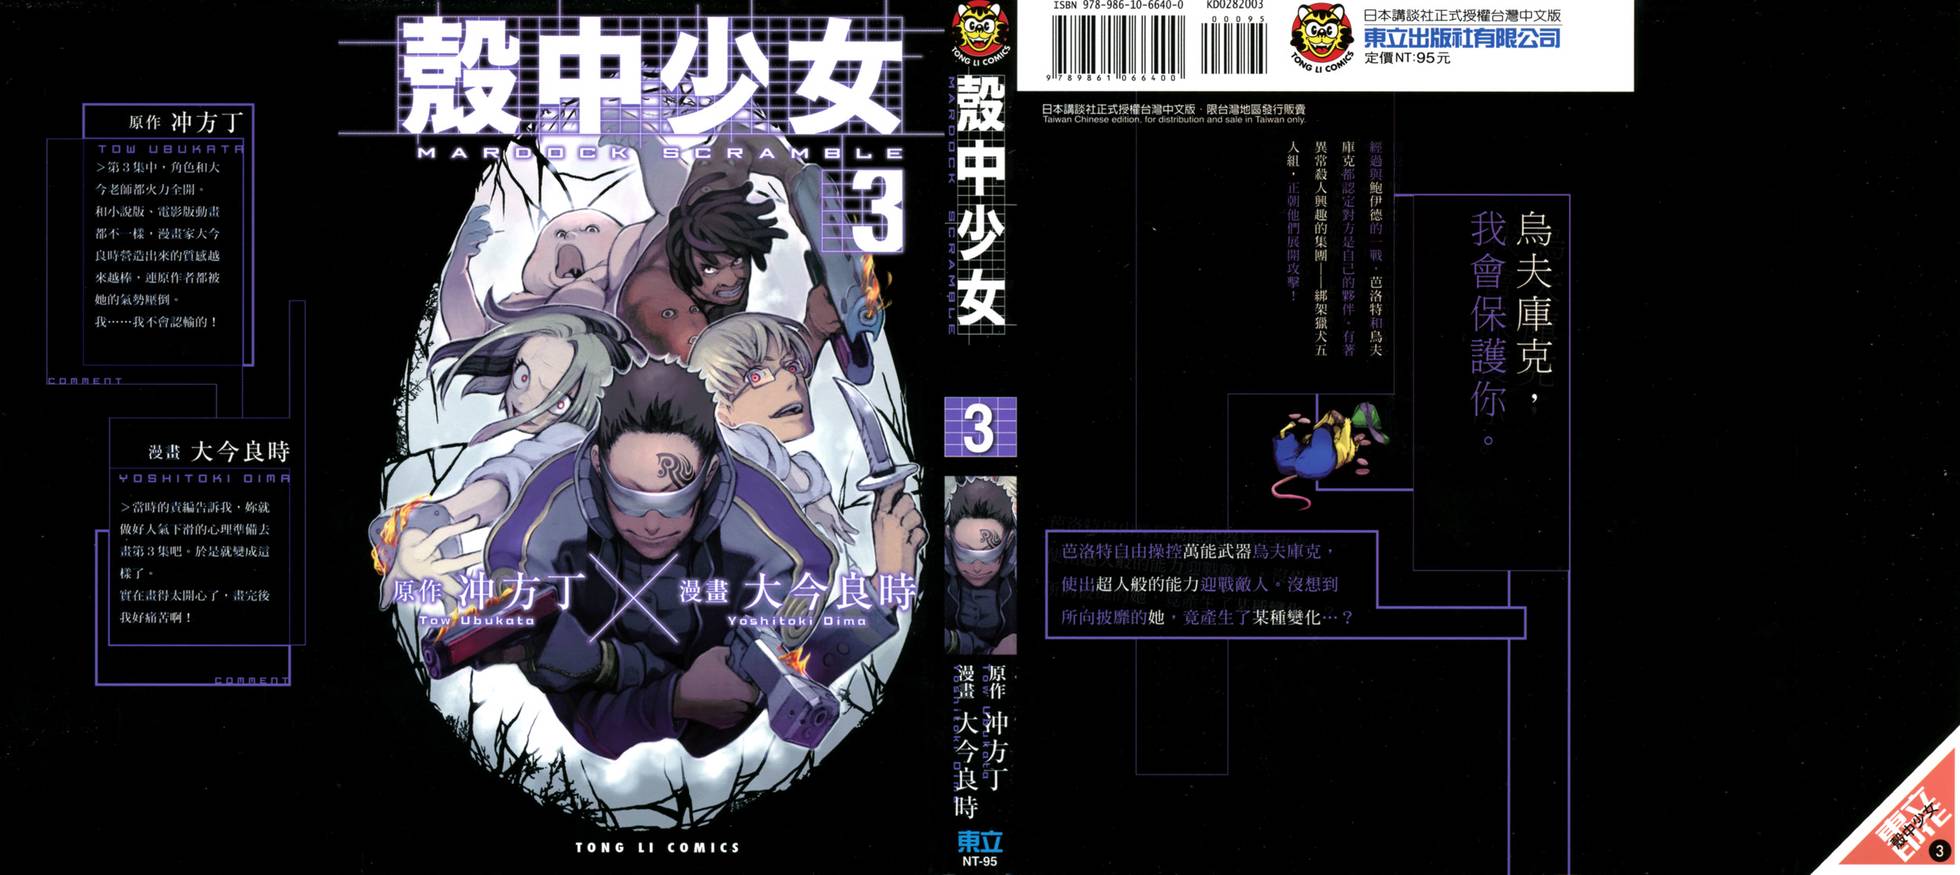 原作 冲方丁
TOW UBUKATA
>第3集中，角色和大
今老師都火力全開。
和小說版、電影版動畫
都不一樣，漫畫家大今
良時營造出來的質感越
來越棒，連原作者都被
她的氣勢壓倒。
我……我不會認輸的！
COMMENT
漫畫 大今良時
YOSHITOKI OIMA
>當時的責編告訴我，妳就
做好人氣下滑的心理準備去
畫第3集吧。於是就變成這
樣了。
實在畫得太開心了，畫完後
我好痛苦啊！
COMMENT
殼中少女
MARDOCK SCRAMBLE
3
原作 冲方丁
Tow Ubukata
漫畫 大今良時
Yoshitoki Oima
TONG LI COMICS
TONG LI COMICS
殼中少女
MARDOCK SCRAMBLE
3
原作 冲方丁
Tow Ubukata
漫畫 大今良時
Yoshitoki Oima
東立
NT-95
ISBN 978-986-10-6640-0
KD0282003
00095
9789861066400
TONG LI COMICS
日本講談社正式授權台灣中文版
東立出版社有限公司
定價NT:95元
日本講談社正式授權台灣中文版，限台灣地區發行販賣
Taiwan Chinese edition, for distribution and sale in Taiwan only.
烏夫庫克，
我會保護你。
經過與鮑伊德的一戰，芭洛特和烏夫
庫克都認定對方是自己的夥伴。有著
異常殺人興趣的集團——綁架獵犬五
人組，正朝他們展開攻擊！
芭洛特自由操控萬能武器烏夫庫克，
使出超人般的能力迎戰敵人。沒想到
所向披靡的她，竟產生了某種變化…？
東立
印作
殼中少女
3